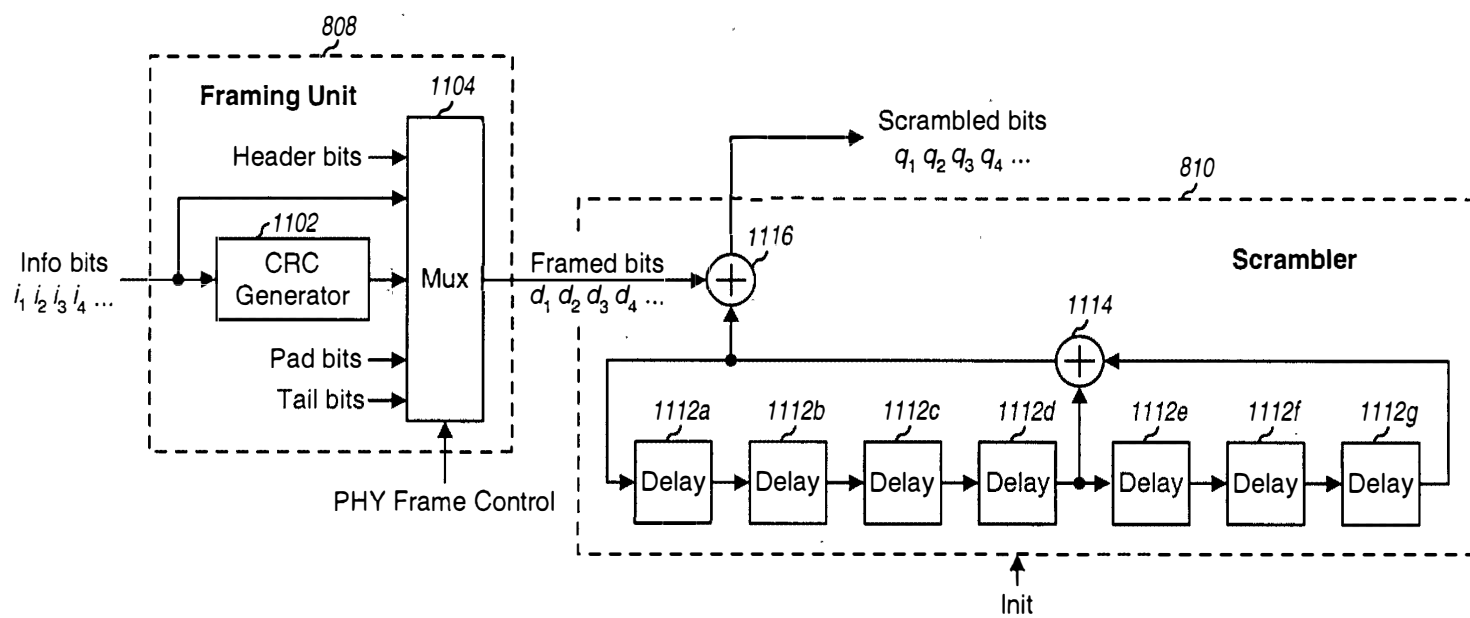 808
Framing Unit
1104
Header bits
1102
CRC
Generator
Info bits
i1 i2 i3 i4 ...
Mux
Pad bits
Tail bits
PHY Frame Control
Framed bits
d1 d2 d3 d4 ...
Scrambled bits
q1 q2 q3 q4 ...
810
1116
Scrambler
1114
1112a
1112b
1112c
1112d
1112e
1112f
1112g
Delay
Delay
Delay
Delay
Delay
Delay
Delay
Init